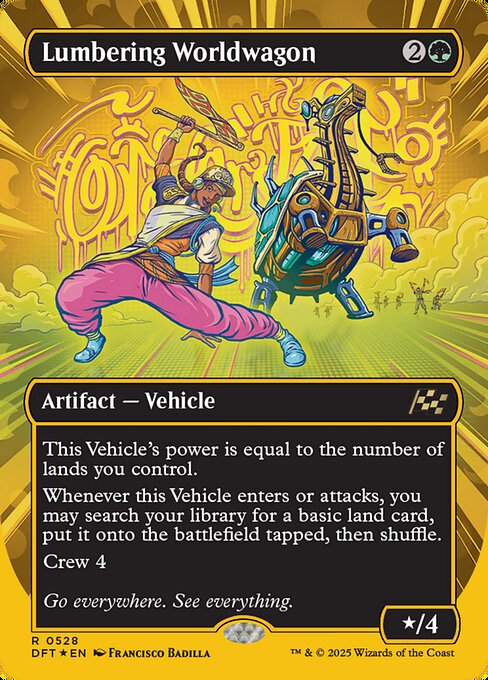 Lumbering Worldwagon 2
Artifact — Vehicle
This Vehicle's power is equal to the number of
lands you control.
Whenever this Vehicle enters or attacks, you
may search your library for a basic land card,
put it onto the battlefield tapped, then shuffle.
Crew 4
Go everywhere. See everything.
★/4
R 0528
DFT ★ EN Francisco Badilla
™ & © 2025 Wizards of the Coast